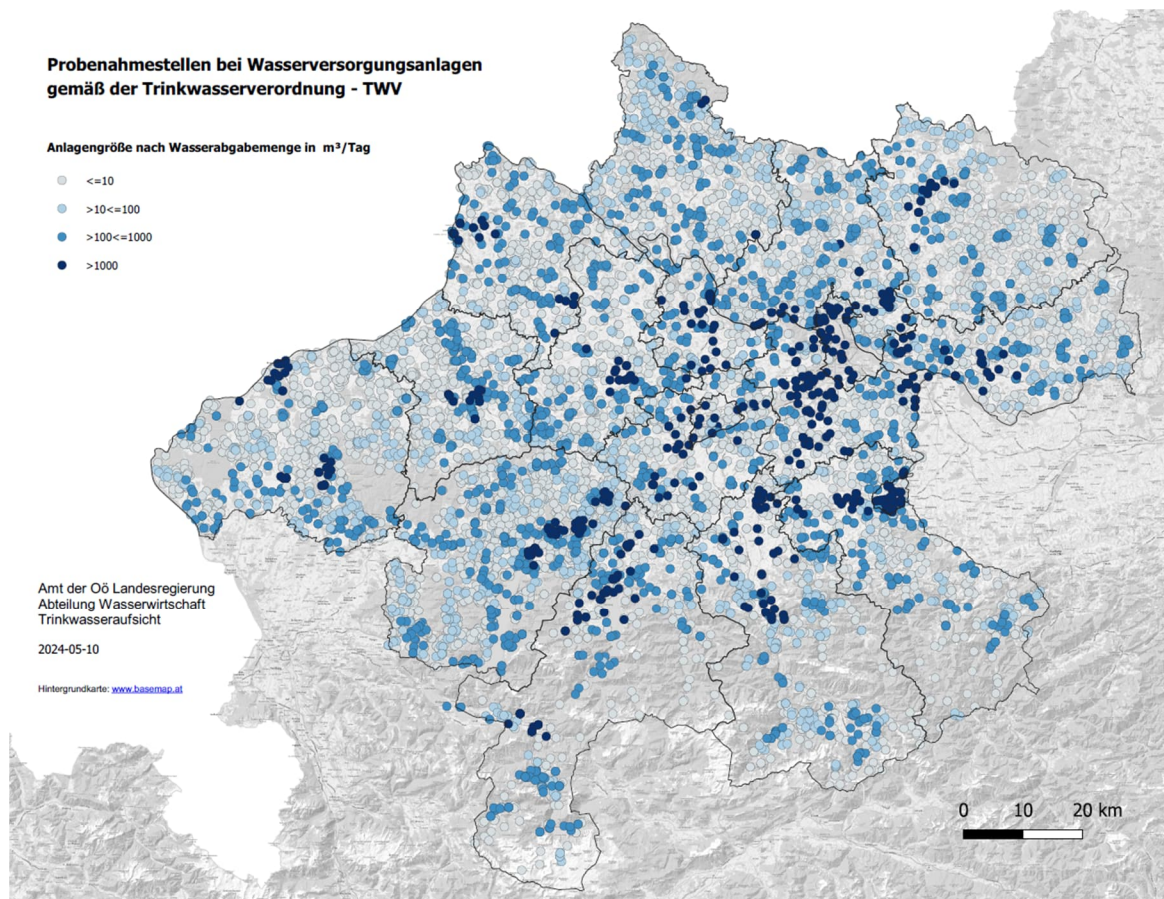 Probenahmestellen bei Wasserversorgungsanlagen
gemäß der Trinkwasserverordnung - TWV
Anlagengröße nach Wasserabgabemenge in m³/Tag
<=10
>10<=100
>100<=1000
>1000
Amt der Oö Landesregierung
Abteilung Wasserwirtschaft
Trinkwasseraufsicht
2024-05-10
Hintergrundkarte: www.basemap.at
0 10 20 km